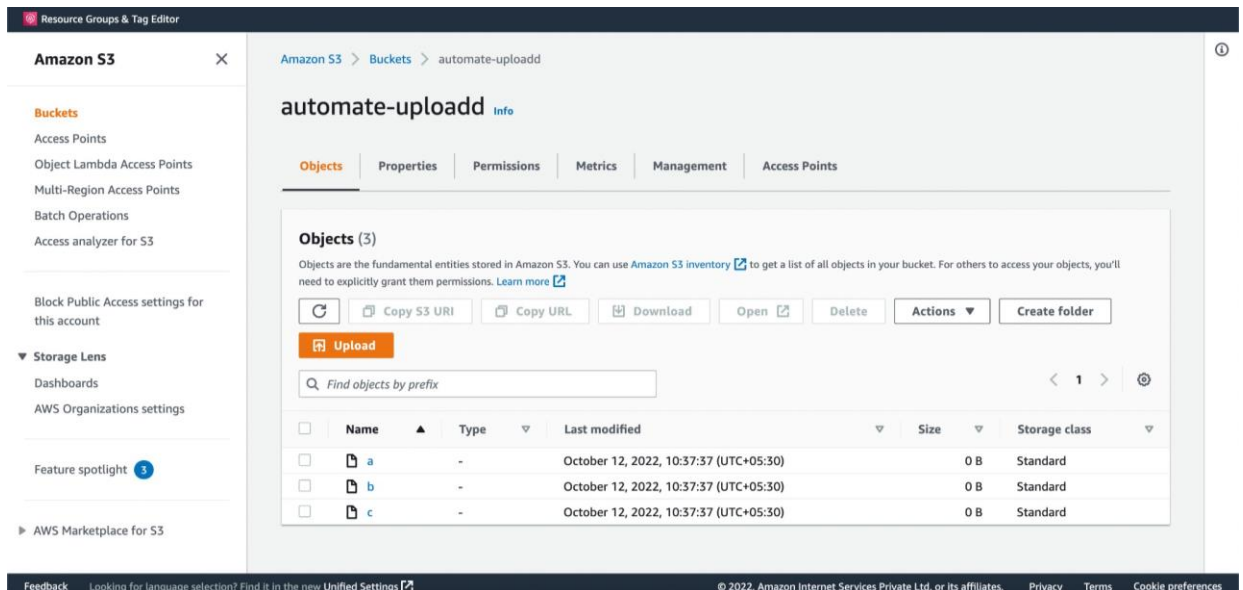 Resource Groups & Tag Editor
Amazon S3
Buckets
Access Points
Object Lambda Access Points
Multi-Region Access Points
Batch Operations
Access analyzer for S3
Block Public Access settings for
this account
Storage Lens
Dashboards
AWS Organizations settings
Feature spotlight 3
AWS Marketplace for S3
Amazon S3 > Buckets > automate-uploadd
automate-uploadd Info
Objects Properties Permissions Metrics Management Access Points
Objects (3)
Objects are the fundamental entities stored in Amazon S3. You can use Amazon S3 inventory to get a list of all objects in your bucket. For others to access your objects, you'll
need to explicitly grant them permissions. Learn more
Copy S3 URI Copy URL Download Open Delete Actions Create folder
Upload
Find objects by prefix
< 1 >
Name Type Last modified Size Storage class
a - October 12, 2022, 10:37:37 (UTC+05:30) 0 B Standard
b - October 12, 2022, 10:37:37 (UTC+05:30) 0 B Standard
c - October 12, 2022, 10:37:37 (UTC+05:30) 0 B Standard
Feedback Looking for language selection? Find it in the new Unified Settings © 2022, Amazon Internet Services Private Ltd. or its affiliates. Privacy Terms Cookie preferences